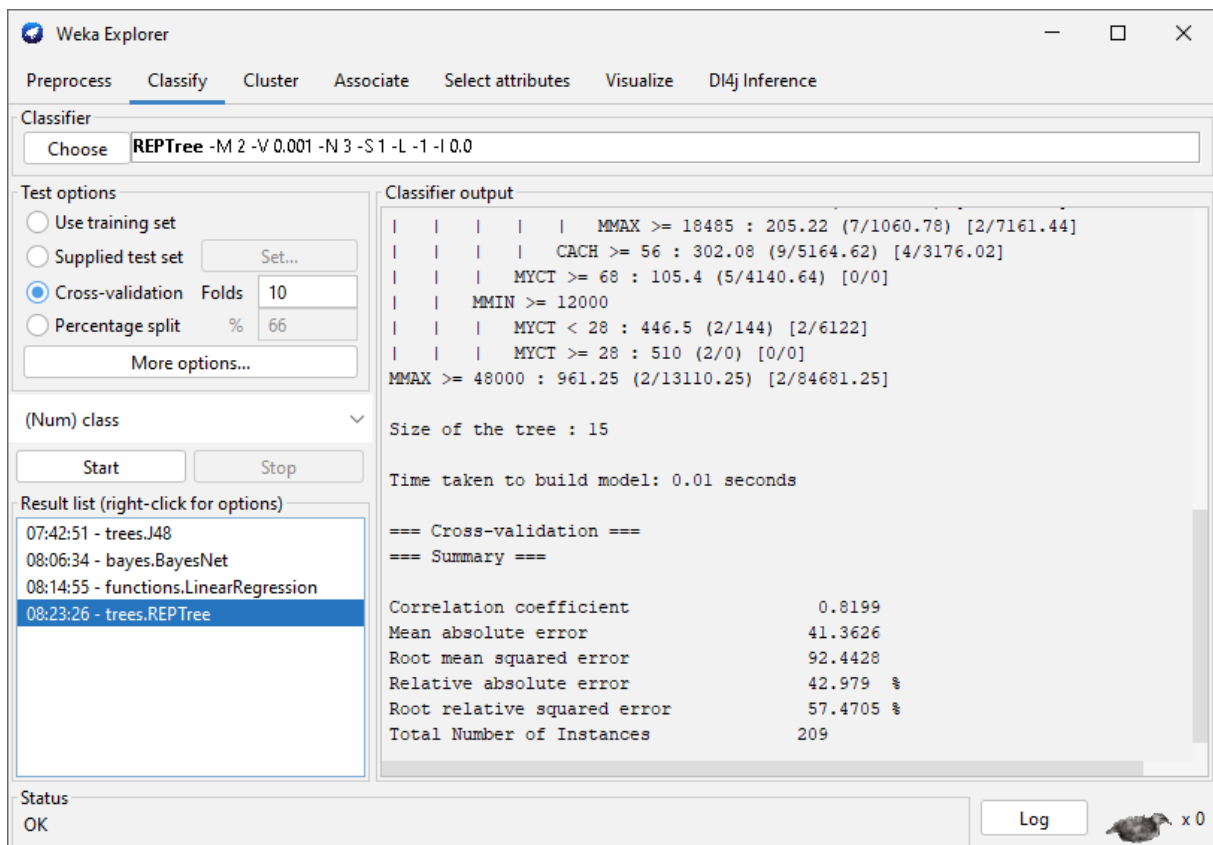 Weka Explorer
Preprocess Classify Cluster Associate Select attributes Visualize Dl4j Inference
Classifier
Choose REPTree -M 2 -V 0.001 -N 3 -S 1 -L -1 -I 0.0
Test options
Use training set
Supplied test set Set...
Cross-validation Folds 10
Percentage split % 66
More options...
(Num) class
Start Stop
Result list (right-click for options)
07:42:51 - trees.J48
08:06:34 - bayes.BayesNet
08:14:55 - functions.LinearRegression
08:23:26 - trees.REPTree
Classifier output
| | | | | MMAX >= 18485 : 205.22 (7/1060.78) [2/7161.44]
| | | | CACH >= 56 : 302.08 (9/5164.62) [4/3176.02]
| | | MYCT >= 68 : 105.4 (5/4140.64) [0/0]
| | MMIN >= 12000
| | | MYCT < 28 : 446.5 (2/144) [2/6122]
| | | MYCT >= 28 : 510 (2/0) [0/0]
MMAX >= 48000 : 961.25 (2/13110.25) [2/84681.25]
Size of the tree : 15
Time taken to build model: 0.01 seconds
=== Cross-validation ===
=== Summary ===
Correlation coefficient 0.8199
Mean absolute error 41.3626
Root mean squared error 92.4428
Relative absolute error 42.979 %
Root relative squared error 57.4705 %
Total Number of Instances 209
Status
OK
Log x 0